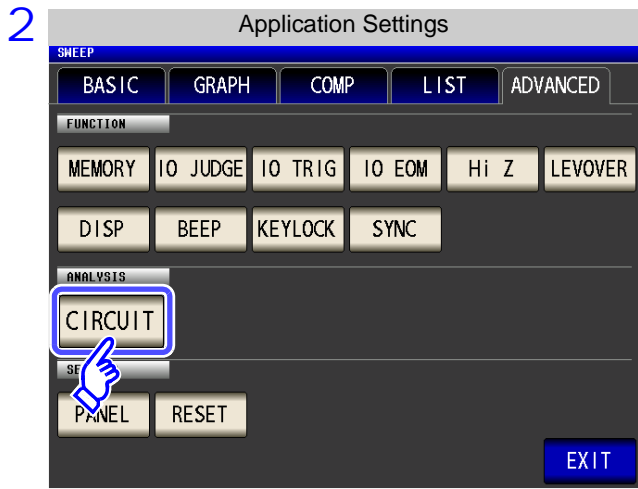 2
Application Settings
SWEEP
BASIC GRAPH COMP LIST ADVANCED
FUNCTION
MEMORY IO JUDGE IO TRIG IO EOM Hi Z LEVOVER
DISP BEEP KEYLOCK SYNC
ANALYSIS
CIRCUIT
PANEL RESET
EXIT